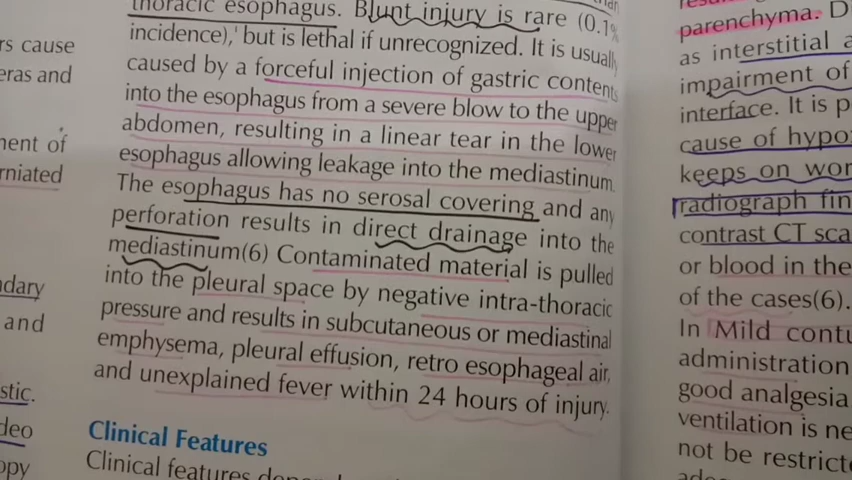 thoracic esophagus. Blunt injury is rare (0.1%
incidence),¹ but is lethal if unrecognized. It is usually
caused by a forceful injection of gastric contents
into the esophagus from a severe blow to the upper
abdomen, resulting in a linear tear in the lower
esophagus allowing leakage into the mediastinum.
The esophagus has no serosal covering and any
perforation results in direct drainage into the
mediastinum(6) Contaminated material is pulled
into the pleural space by negative intra-thoracic
pressure and results in subcutaneous or mediastinal
emphysema, pleural effusion, retro esophageal air,
and unexplained fever within 24 hours of injury.
Clinical Features
Clinical features
rs cause
eras and
ment of
rniated
ndary
and
stic.
deo
opy
parenchyma. D
as interstitial a
impairment of
interface. It is p
cause of hypo
keeps on wor
radiograph fin
contrast CT sca
or blood in the
of the cases(6).
In Mild contu
administration
good analgesia
ventilation is ne
not be restricte